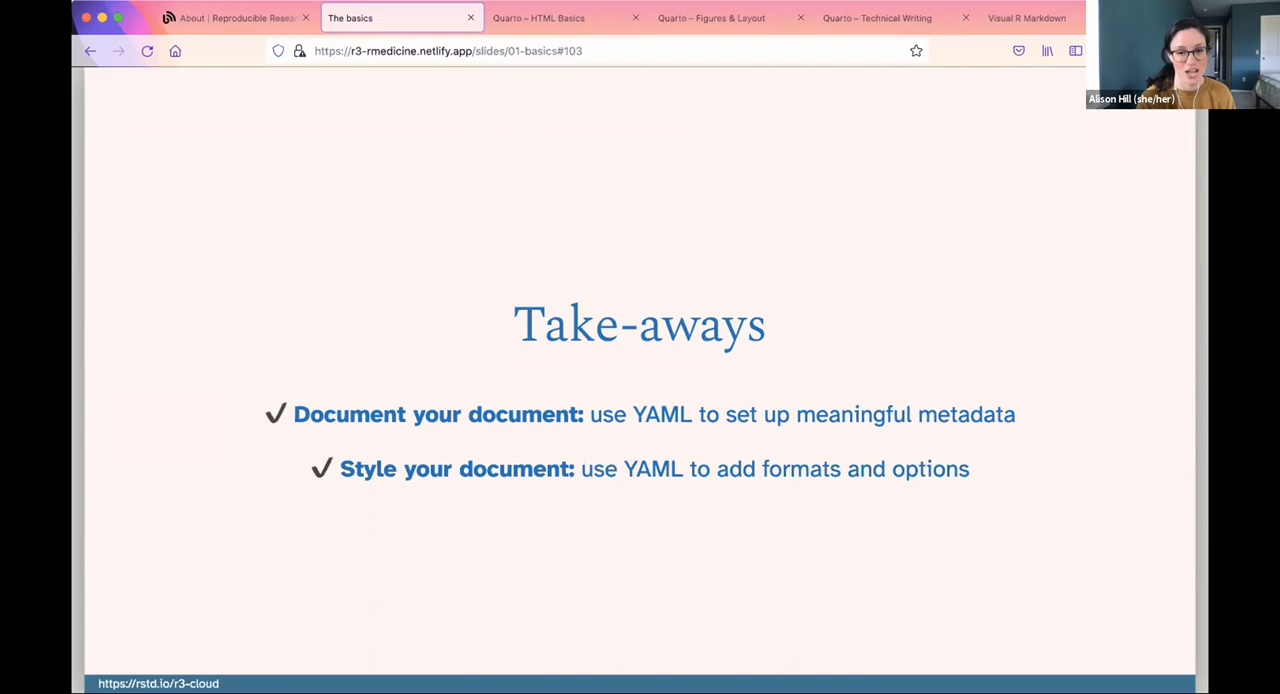 About | Reproducible Resea
The basics
Quarto – HTML Basics
Quarto – Figures & Layout
Quarto – Technical Writing
Visual R Markdown
https://r3-rmedicine.netlify.app/slides/01-basics#103
Alison Hill (she/her)
Take-aways
✔ Document your document: use YAML to set up meaningful metadata
✔ Style your document: use YAML to add formats and options
https://rstd.io/r3-cloud